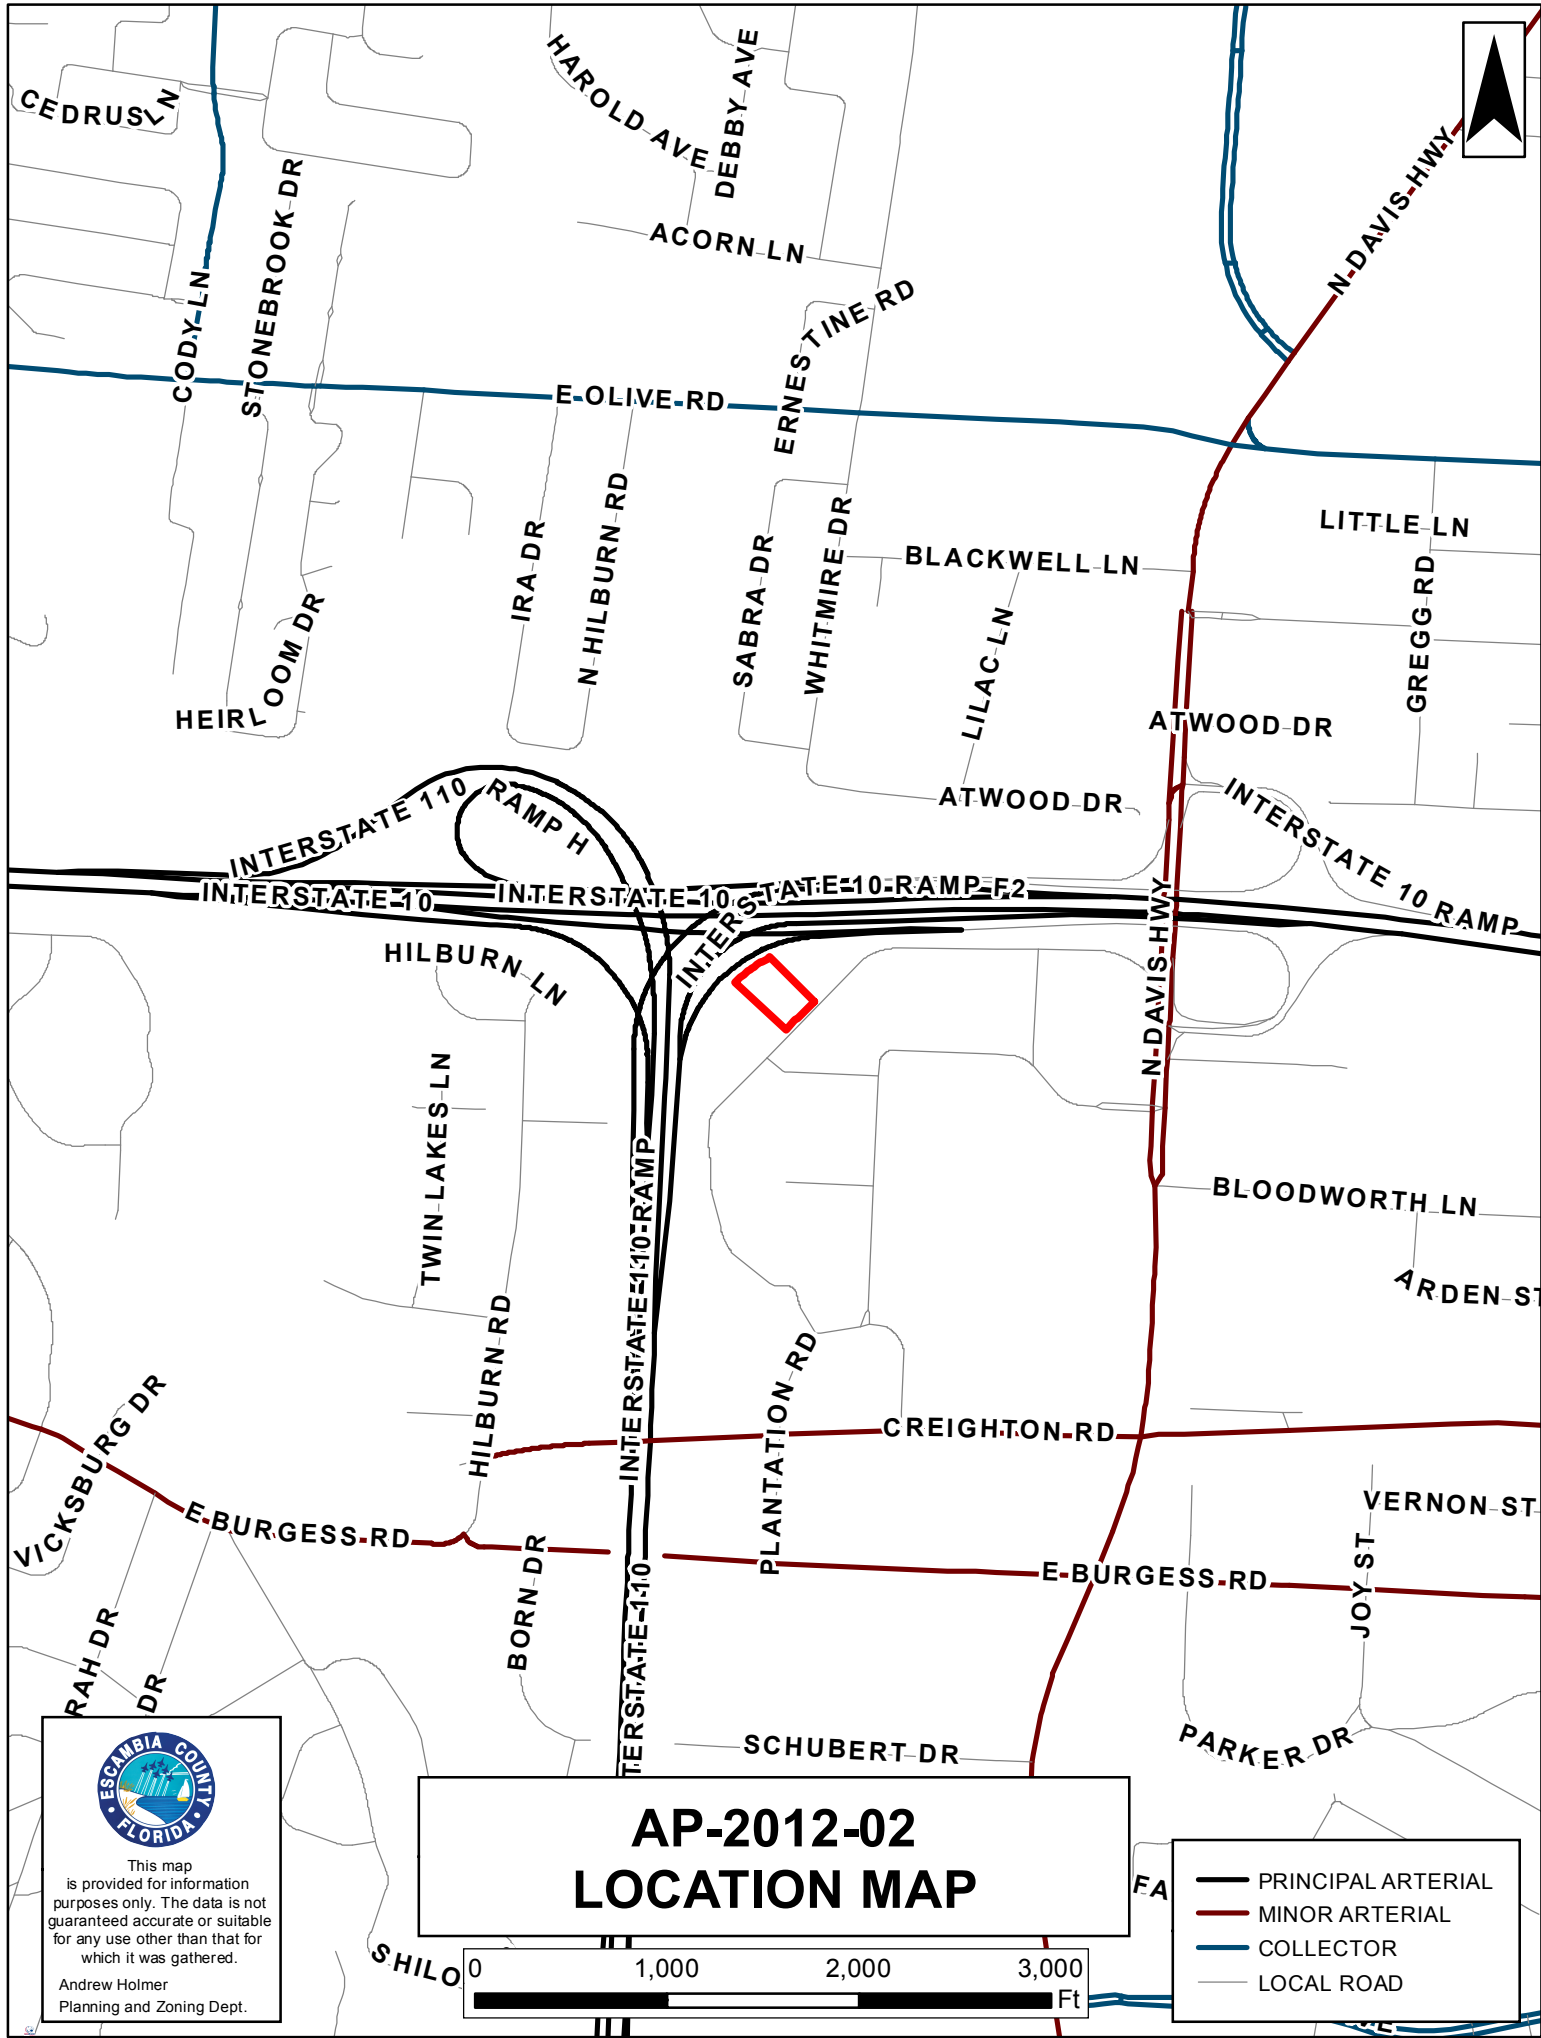 CEDRUS LN
HAROLD AVE
DEBBY AVE
N DAVIS HWY
STONEBROOK DR
ACORN LN
CODY LN
ERNESTINE RD
E OLIVE RD
IRA DR
N HILBURN RD
SABRA DR
WHITMIRE DR
BLACKWELL LN
LITTLE LN
GREGG RD
LILAC LN
HEIRLOOM DR
ATWOOD DR
ATWOOD DR
INTERSTATE 110
RAMP H
INTERSTATE 10 RAMP
INTERSTATE 10
INTERSTATE 10
INTERSTATE 10 RAMP F2
HILBURN LN
N DAVIS HWY
TWIN LAKES LN
INTERSTATE 110 RAMP
BLOODWORTH LN
ARDEN ST
HILBURN RD
PLANTATION RD
INTERSTATE
CREIGHTON RD
VICKSBURG DR
VERNON ST
E BURGESS RD
E BURGESS RD
BORN DR
JOY ST
TERSTATE 110
RAH DR
DR
SCHUBERT DR
PARKER DR
ESCAMBIA COUNTY
FLORIDA
This map
is provided for information
purposes only. The data is not
guaranteed accurate or suitable
for any use other than that for
which it was gathered.
Andrew Holmer
Planning and Zoning Dept.
AP-2012-02
LOCATION MAP
SHILO
0 1,000 2,000 3,000
Ft
FA
PRINCIPAL ARTERIAL
MINOR ARTERIAL
COLLECTOR
LOCAL ROAD